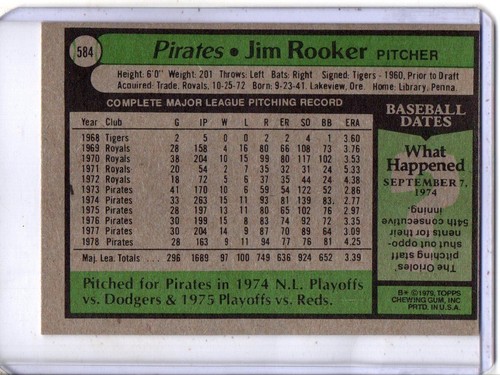 584
Pirates • Jim Rooker PITCHER
Height: 6'0" Weight: 201 Throws: Left Bats: Right Signed: Tigers - 1960, Prior to Draft
Acquired: Trade, Royals, 10-25-72 Born: 9-23-41, Lakeview, Ore. Home: Library, Penna.
COMPLETE MAJOR LEAGUE PITCHING RECORD
Year Club G IP W L R ER SO BB ERA
1968 Tigers 2 5 0 0 2 2 4 1 3.60
1969 Royals 28 158 4 16 80 66 108 73 3.76
1970 Royals 38 204 10 15 99 80 117 102 3.53
1971 Royals 20 54 2 7 35 32 31 24 5.33
1972 Royals 18 72 5 6 37 35 44 24 4.38
1973 Pirates 41 170 10 6 59 54 122 52 2.86
1974 Pirates 33 263 15 11 93 81 139 83 2.77
1975 Pirates 28 197 13 11 80 65 102 76 2.97
1976 Pirates 30 199 15 8 83 74 92 72 3.35
1977 Pirates 30 204 14 9 87 70 89 64 3.09
1978 Pirates 28 163 9 11 94 77 76 81 4.25
Maj. Lea. Totals 296 1689 97 100 749 636 924 652 3.39
Pitched for Pirates in 1974 N.L. Playoffs
vs. Dodgers & 1975 Playoffs vs. Reds.
BASEBALL
DATES
What
Happened
SEPTEMBER 7,
1974
The Orioles
pitching staff
shut out oppo-
nents for their
54th consecutive
inning.
B* © 1979, TOPPS
CHEWING GUM, INC
PRTD. IN U.S.A.